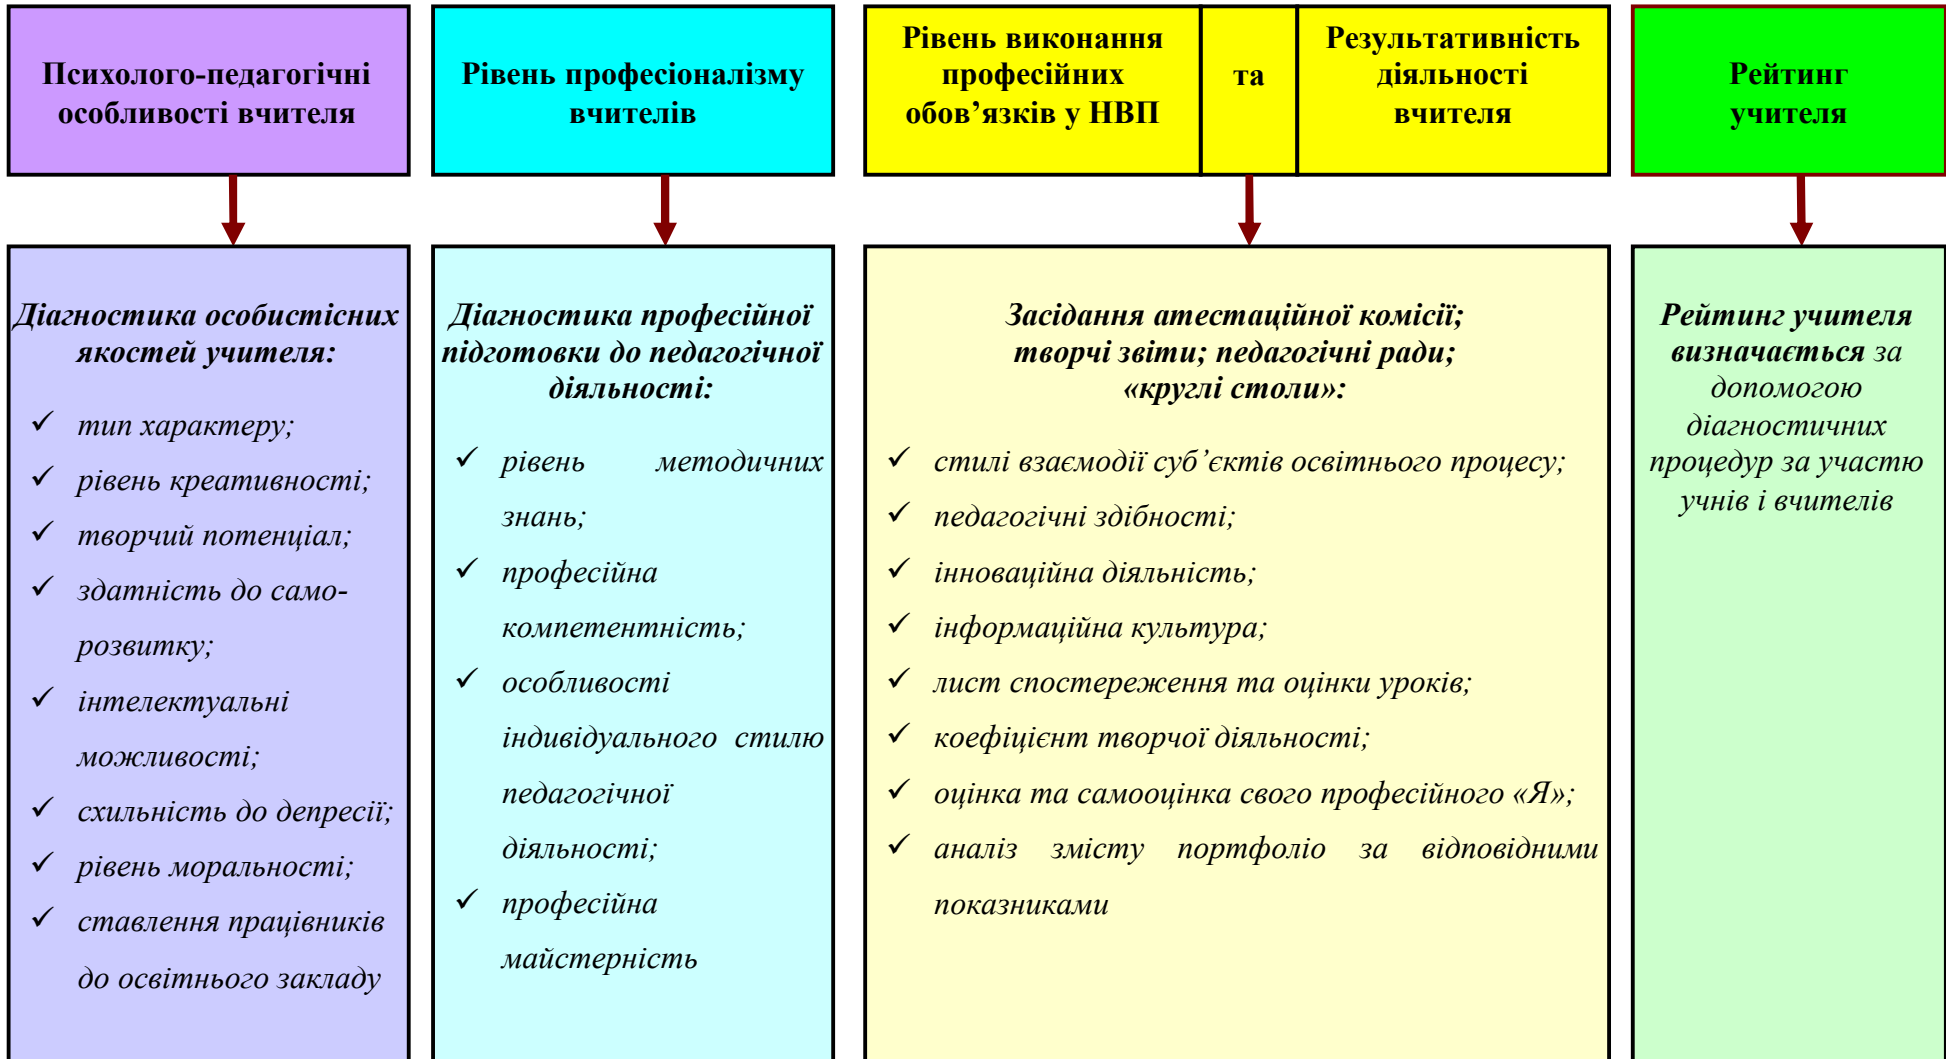 Психолого-педагогічні
особливості вчителя
Рівень професіоналізму
вчителів
Рівень виконання
професійних
обов’язків у НВП
та
Результативність
діяльності
вчителя
Рейтинг
учителя
Діагностика особистісних
якостей учителя:
✓ тип характеру;
✓ рівень креативності;
✓ творчий потенціал;
✓ здатність до само-
розвитку;
✓ інтелектуальні
можливості;
✓ схильність до депресії;
✓ рівень моральності;
✓ ставлення працівників
до освітнього закладу
Діагностика професійної
підготовки до педагогічної
діяльності:
✓ рівень методичних
знань;
✓ професійна
компетентність;
✓ особливості
індивідуального стилю
педагогічної
діяльності;
✓ професійна
майстерність
Засідання атестаційної комісії;
творчі звіти; педагогічні ради;
«круглі столи»:
✓ стилі взаємодії суб’єктів освітнього процесу;
✓ педагогічні здібності;
✓ інноваційна діяльність;
✓ інформаційна культура;
✓ лист спостереження та оцінки уроків;
✓ коефіцієнт творчої діяльності;
✓ оцінка та самооцінка свого професійного «Я»;
✓ аналіз змісту портфоліо за відповідними
показниками
Рейтинг учителя
визначається за
допомогою
діагностичних
процедур за участю
учнів і вчителів